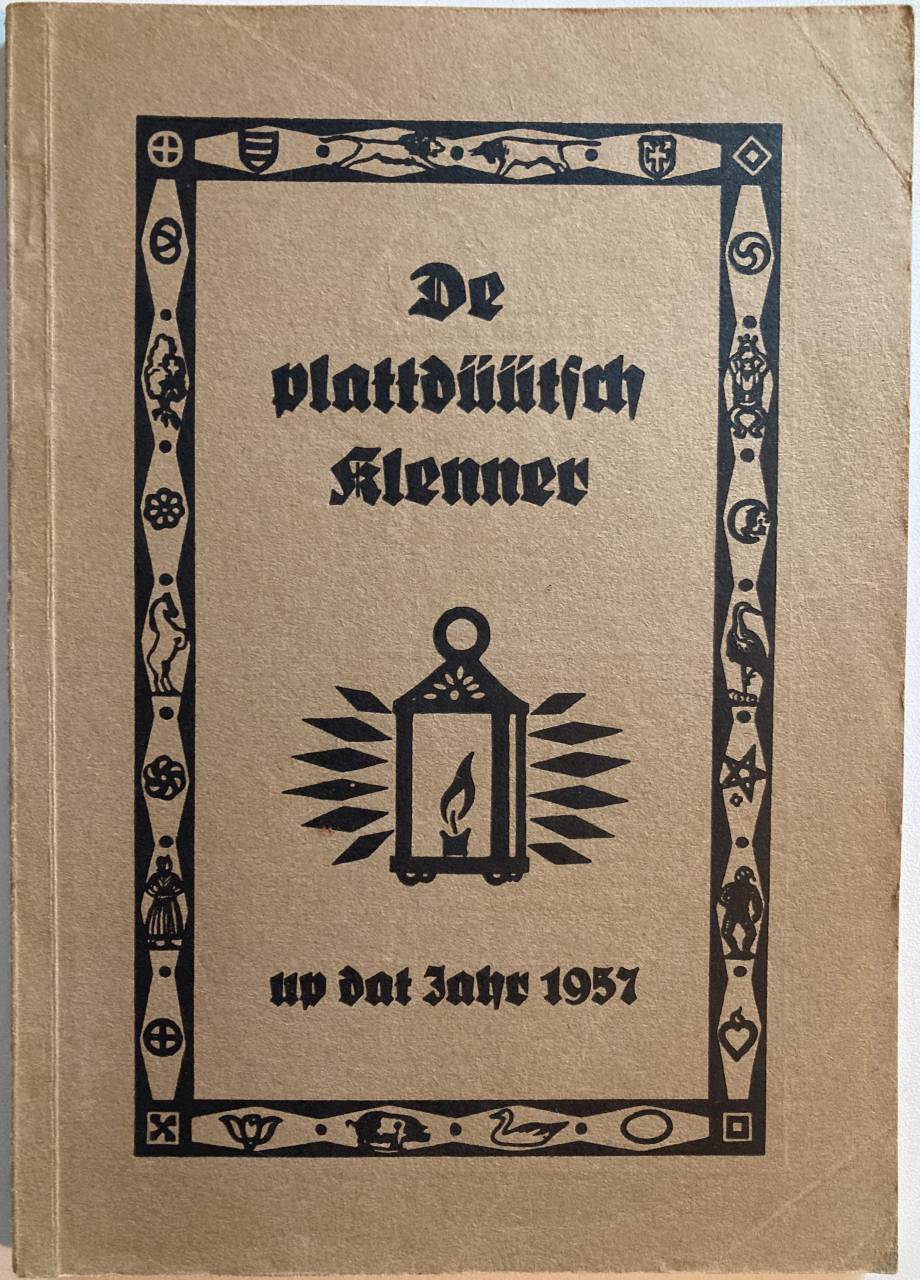 De
plattdüütsch
Klenner
up dat Jahr 1957